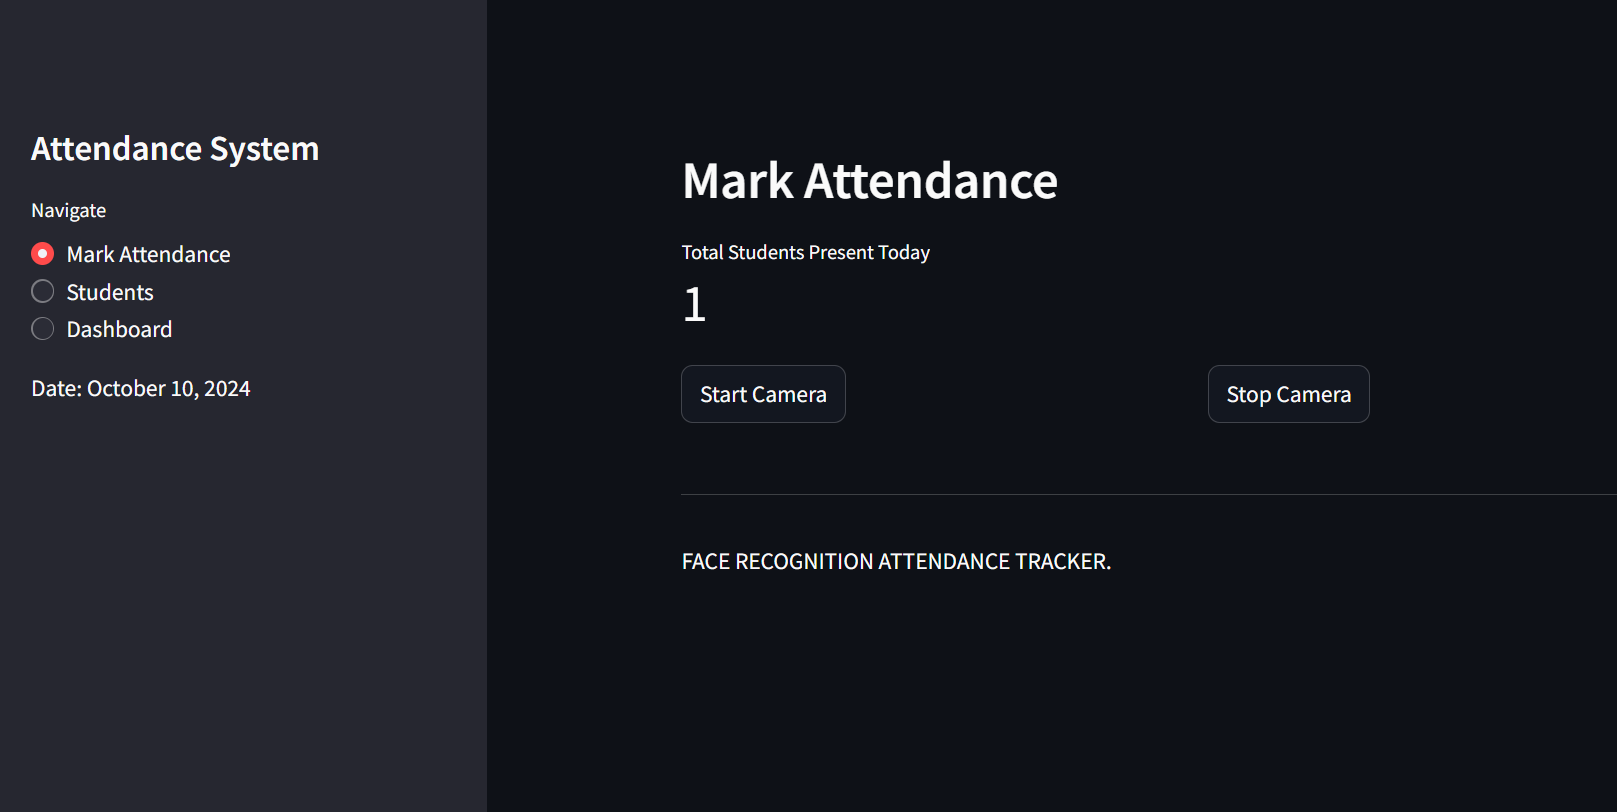 Attendance System
Navigate
Mark Attendance
Students
Dashboard
Date: October 10, 2024
Mark Attendance
Total Students Present Today
1
Start Camera
Stop Camera
FACE RECOGNITION ATTENDANCE TRACKER.